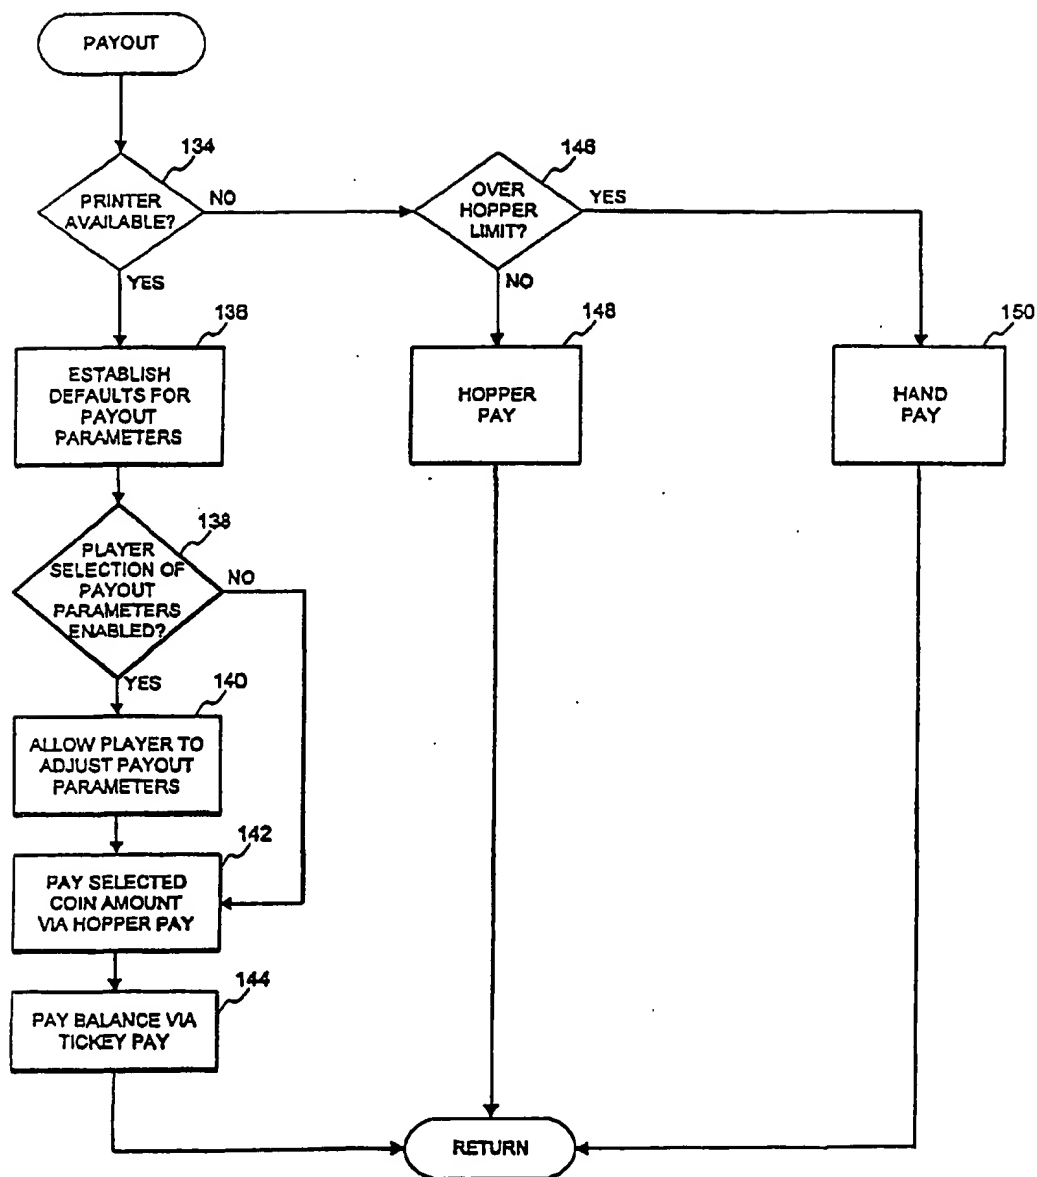 PAYOUT
134
PRINTER
AVAILABLE?
NO
YES
146
OVER
HOPPER
LIMIT?
YES
NO
136
ESTABLISH
DEFAULTS FOR
PAYOUT
PARAMETERS
148
HOPPER
PAY
150
HAND
PAY
138
PLAYER
SELECTION OF
PAYOUT
PARAMETERS
ENABLED?
NO
YES
140
ALLOW PLAYER TO
ADJUST PAYOUT
PARAMETERS
142
PAY SELECTED
COIN AMOUNT
VIA HOPPER PAY
144
PAY BALANCE VIA
TICKEY PAY
RETURN